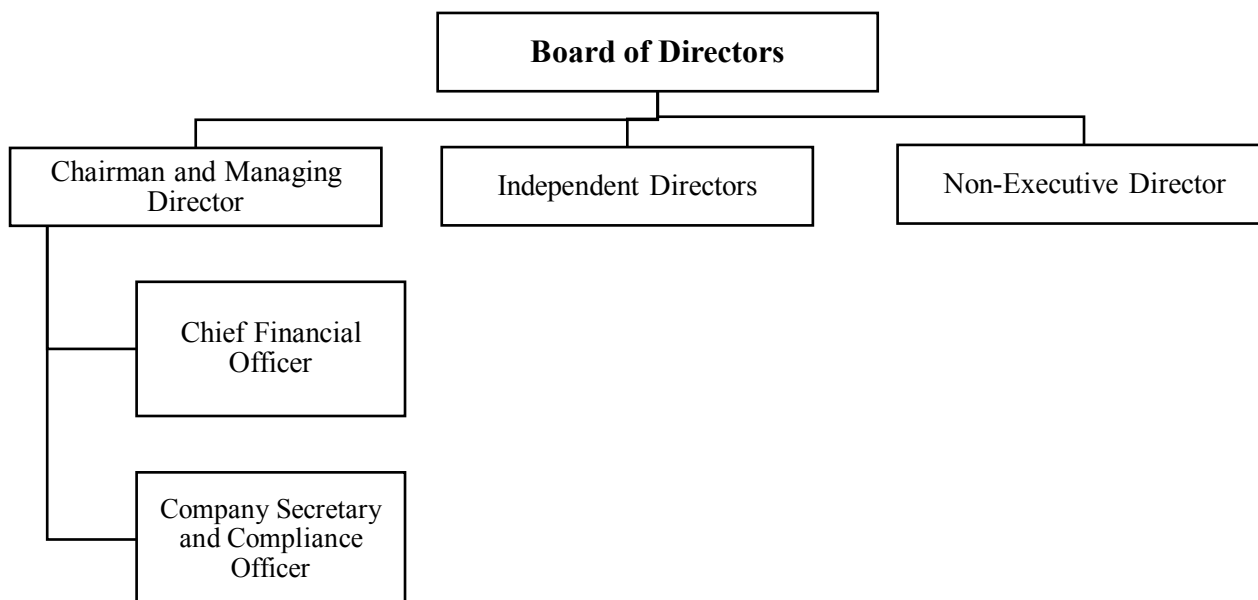 Board of Directors
Chairman and Managing
Director
Independent Directors
Non-Executive Director
Chief Financial
Officer
Company Secretary
and Compliance
Officer